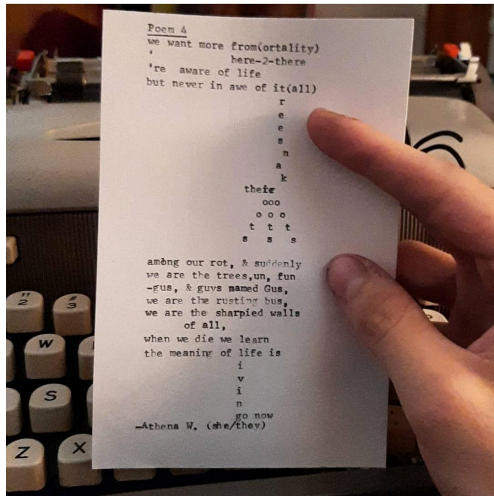 Poem 4
we want more from(ortality)
' here-2-there
're aware of life
but never in awe of it(all)
r
e
e
s
n
a
k
their
ooo
o o o
t t t
s s s
among our rot, & suddenly
we are the trees,un, fun
-gus, & guys named Gus,
we are the rusting bus,
we are the sharpied walls
of all,
when we die we learn
the meaning of life is
i
v
i
n
go now
—Athena W. (she/they)
"
2
#
3
W
S
Z
X